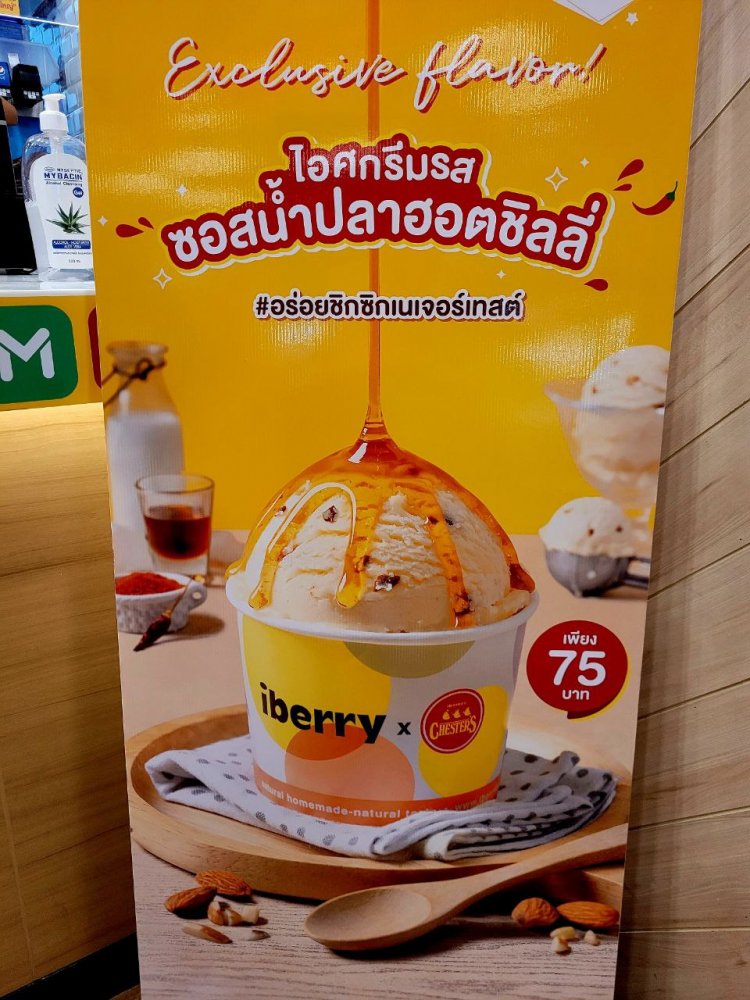 Exclusive flavor!
ไอศกรีมรส
ซอสน้ำปลาฮอตชิลลี่
#อร่อยชิกซิกเนเจอร์เทสต์
MYBACIN
M
เพียง
75
บาท
iberry x CHESTER'S
natural homemade-natural